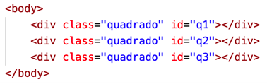 <body>
<div class="quadrado" id="q1"></div>
<div class="quadrado" id="q2"></div>
<div class="quadrado" id="q3"></div>
</body>